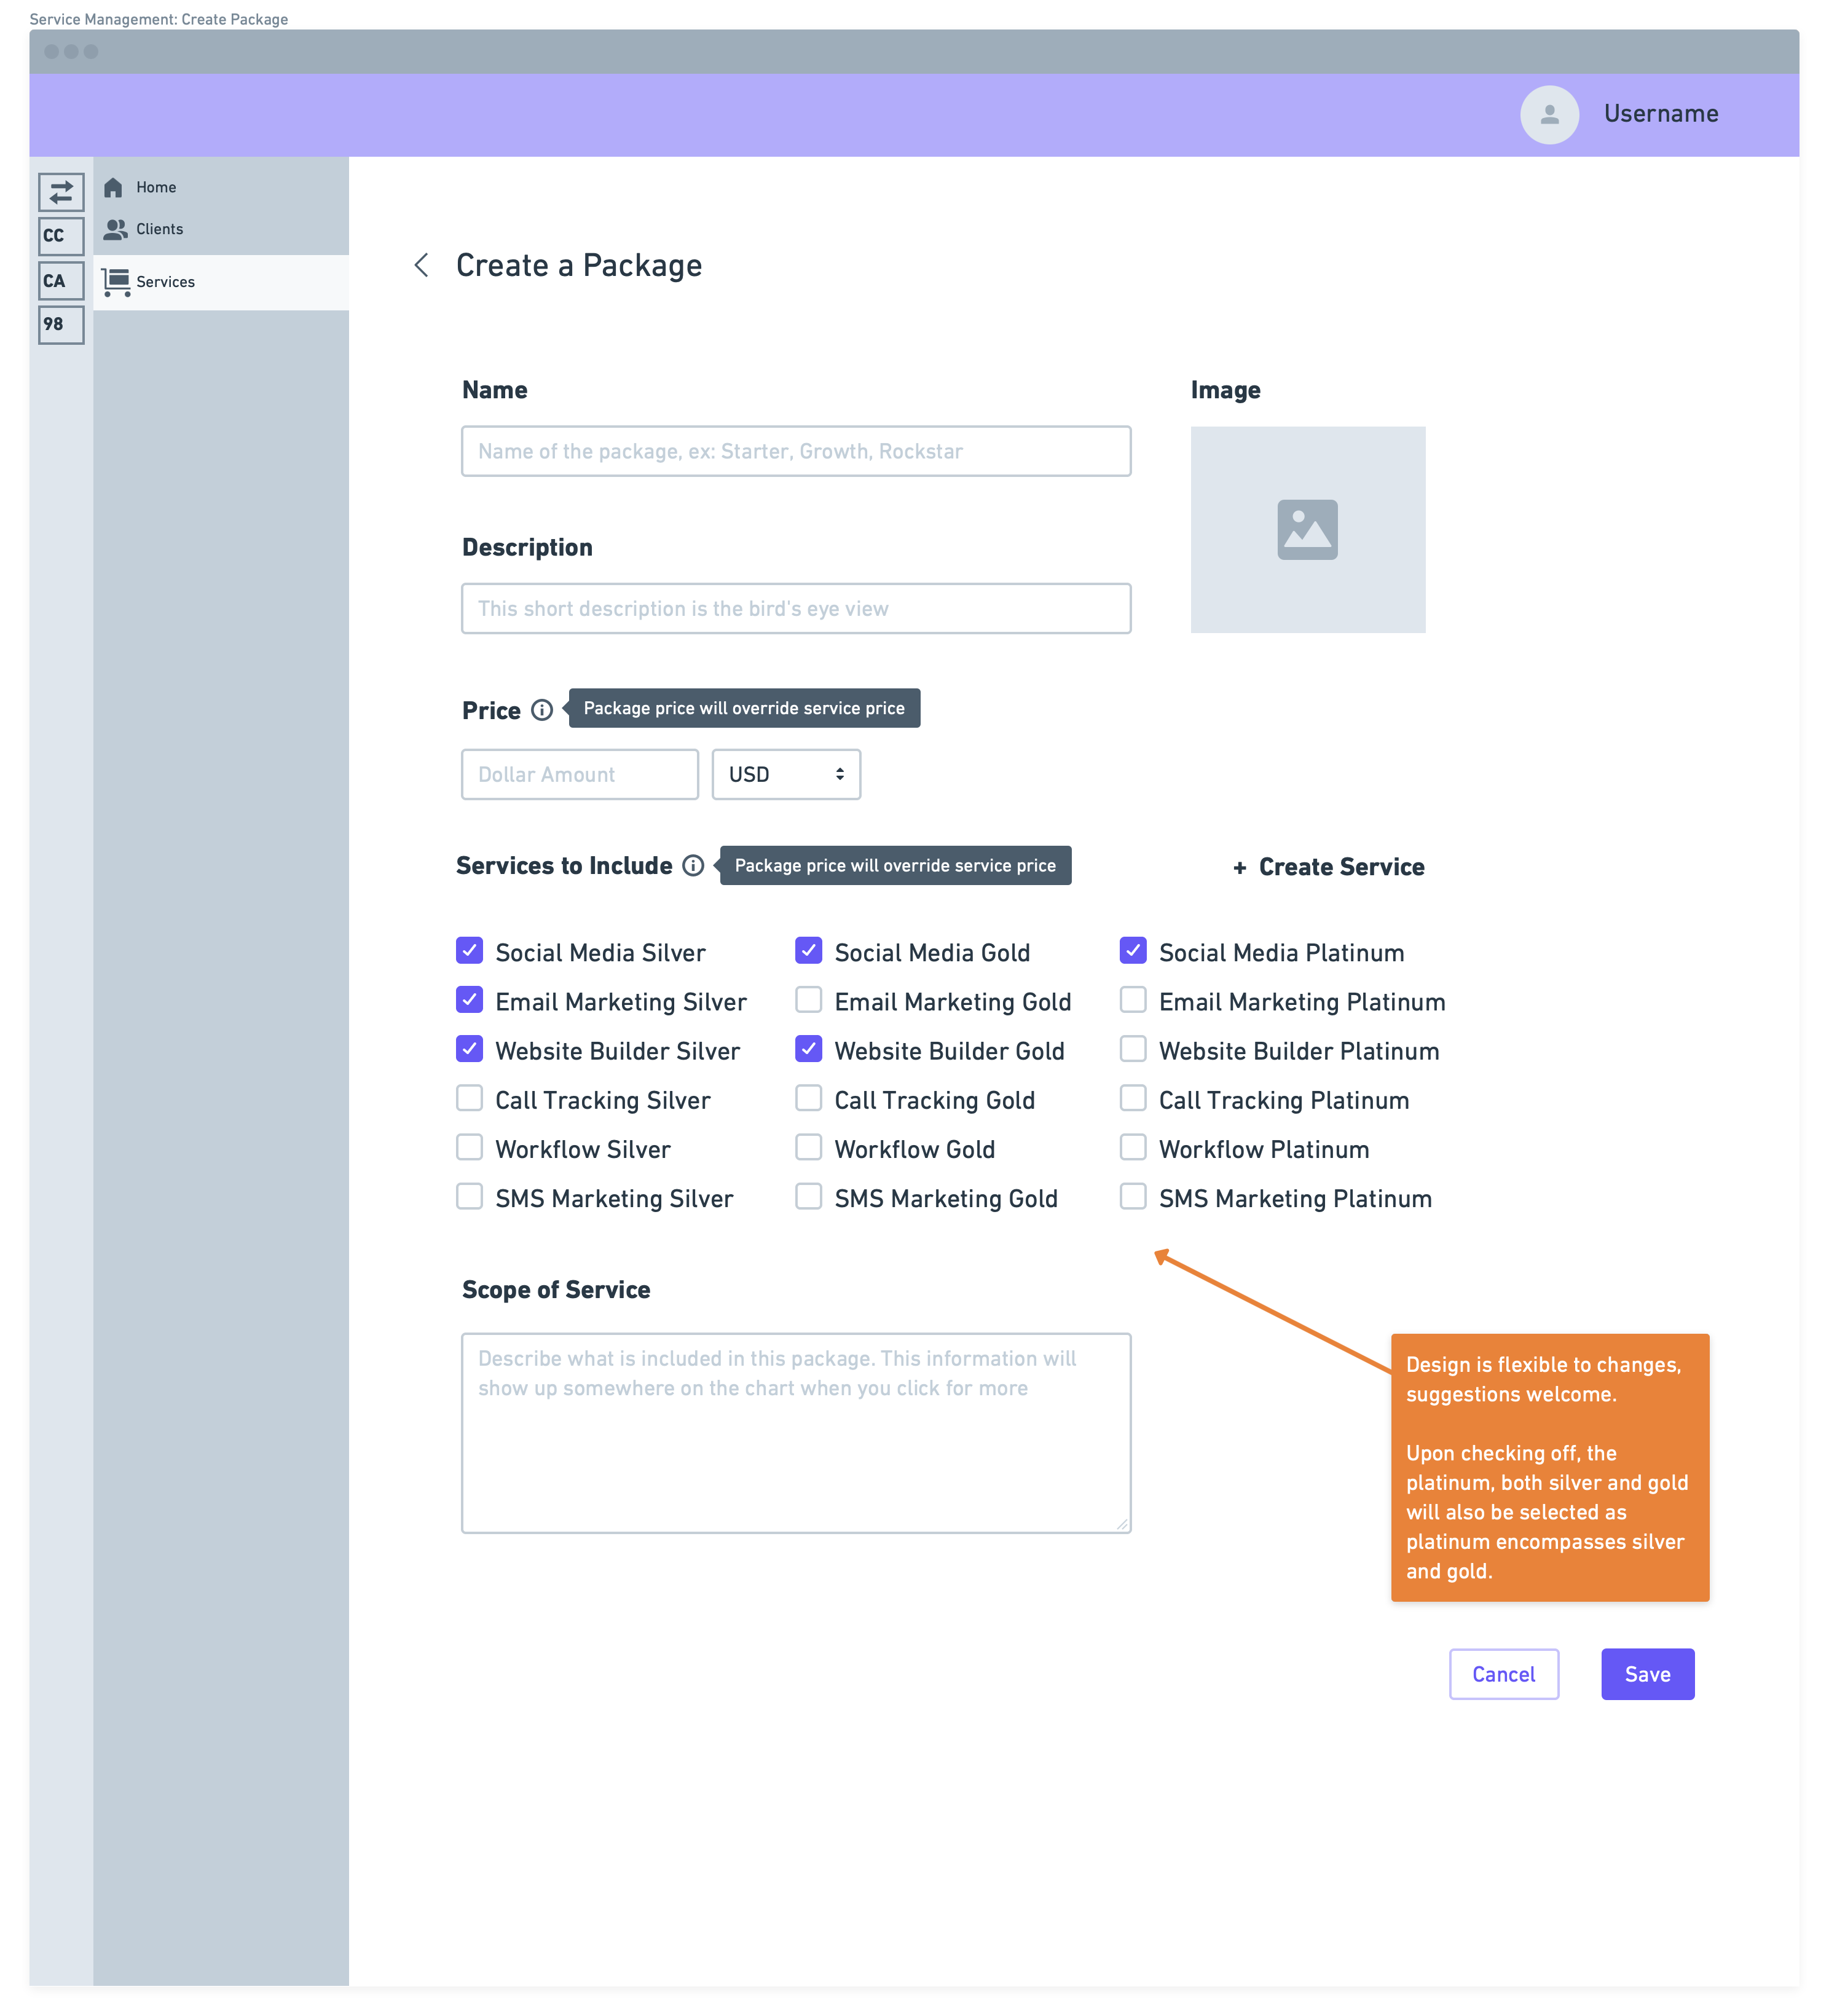 Service Management: Create Package
Username
CC
CA
98
Home
Clients
Services
Create a Package
Name
Name of the package, ex: Starter, Growth, Rockstar
Image
Description
This short description is the bird's eye view
Price
Package price will override service price
Dollar Amount
USD
Services to Include
Package price will override service price
+ Create Service
Social Media Silver
Social Media Gold
Social Media Platinum
Email Marketing Silver
Email Marketing Gold
Email Marketing Platinum
Website Builder Silver
Website Builder Gold
Website Builder Platinum
Call Tracking Silver
Call Tracking Gold
Call Tracking Platinum
Workflow Silver
Workflow Gold
Workflow Platinum
SMS Marketing Silver
SMS Marketing Gold
SMS Marketing Platinum
Scope of Service
Describe what is included in this package. This information will
show up somewhere on the chart when you click for more
Design is flexible to changes,
suggestions welcome.
Upon checking off, the
platinum, both silver and gold
will also be selected as
platinum encompasses silver
and gold.
Cancel
Save